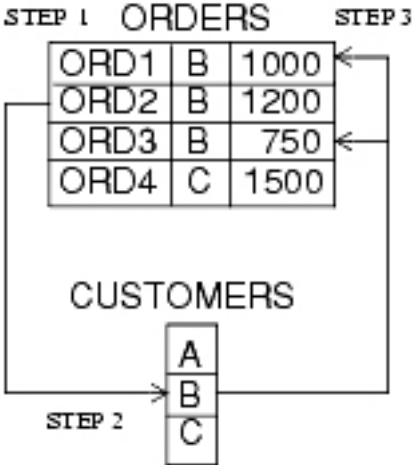 STEP 1 ORDERS STEP 3
ORD1 B 1000
ORD2 B 1200
ORD3 B 750
ORD4 C 1500
CUSTOMERS
A
B
STEP 2
C